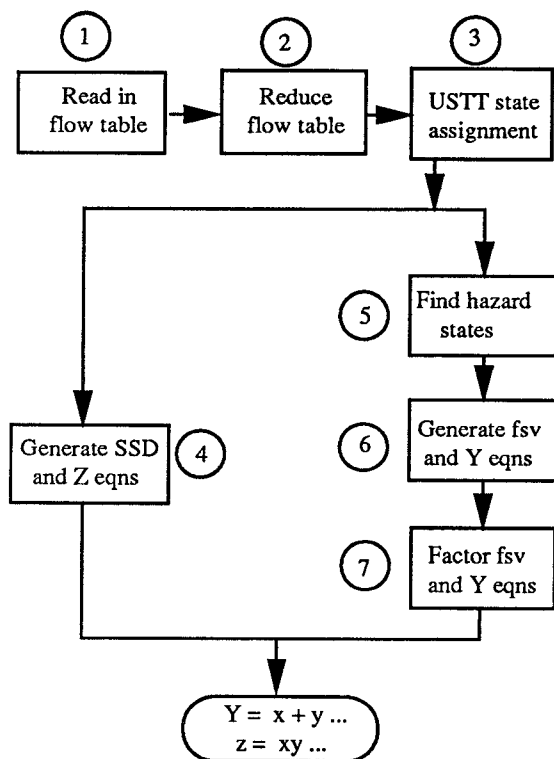 1
2
3
Read in
flow table
Reduce
flow table
USTT state
assignment
5
Find hazard
states
Generate SSD
and Z eqns
4
6
Generate fsv
and Y eqns
7
Factor fsv
and Y eqns
Y = x + y ...
z = xy ...